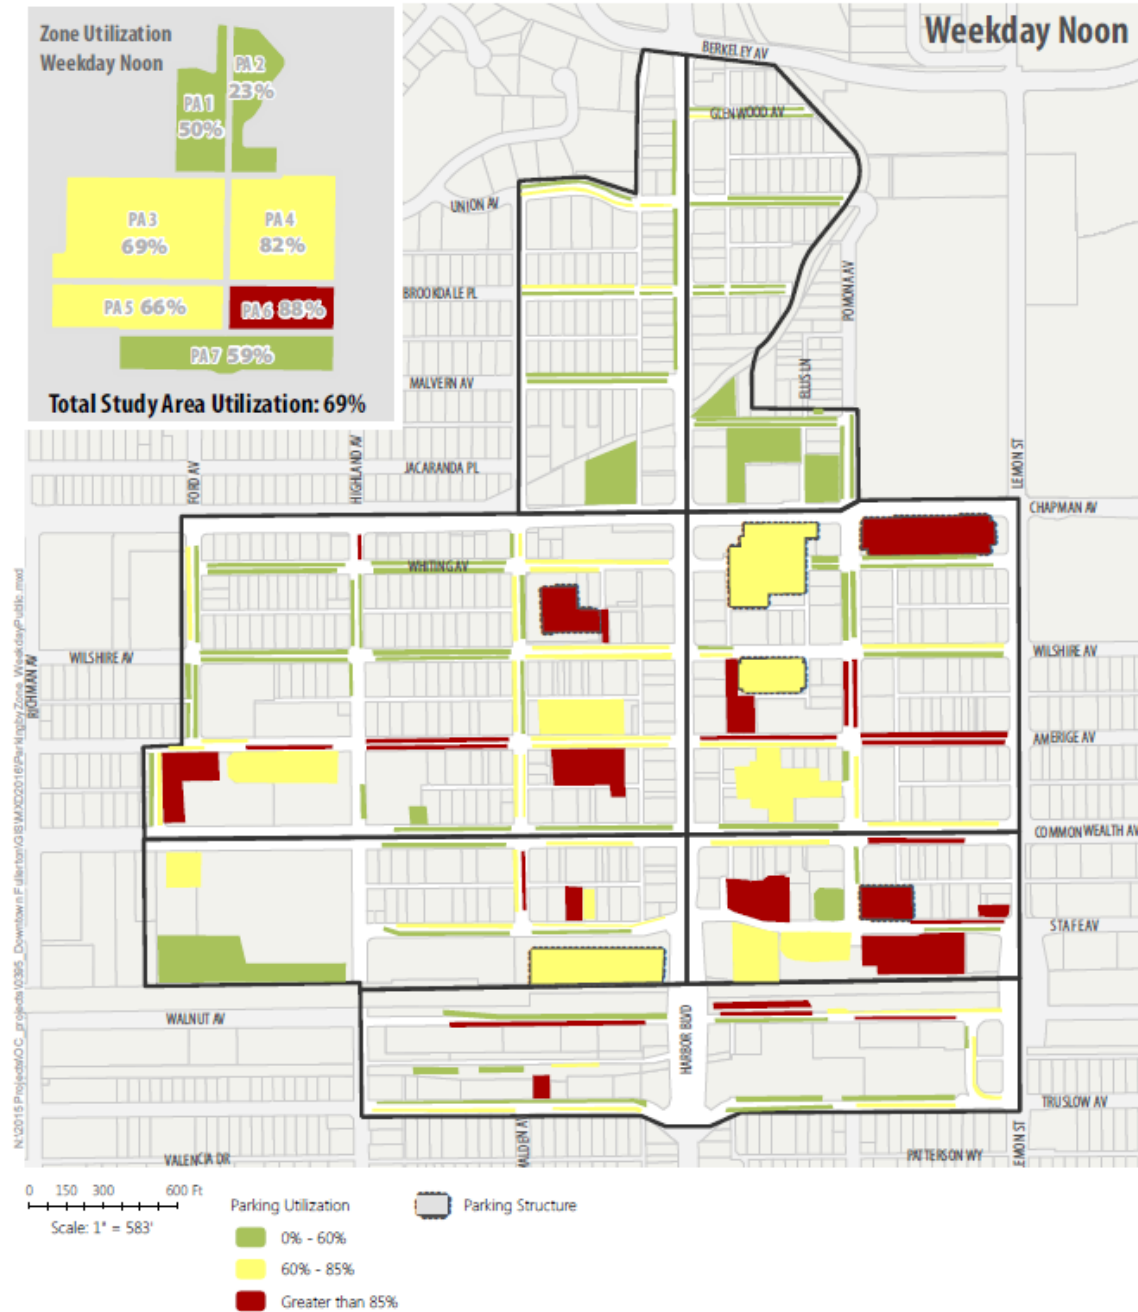 Weekday Noon
Zone Utilization
Weekday Noon
PA 2
23%
PA 1
50%
PA 3
69%
PA 4
82%
PA 5 66%
PA 6 88%
PA 7 59%
Total Study Area Utilization: 69%
BERKELEY AV
GLENWOOD AV
UNION AV
POMONA AV
BROOKDALE PL
ELLIS LN
MALVERN AV
JACARANDA PL
FORD AV
HIGHLAND AV
LEMON ST
CHAPMAN AV
WHITING AV
WILSHIRE AV
WILSHIRE AV
RICHMAN AV
AMERIGE AV
COMMONWEALTH AV
STAFE AV
WALNUT AV
HARBOR BLVD
TRUSLOW AV
MALDEN AV
LEMON ST
VALENCIA DR
PATTERSON WY
0 150 300 600 Ft
Scale: 1" = 583'
Parking Utilization
0% - 60%
60% - 85%
Greater than 85%
Parking Structure